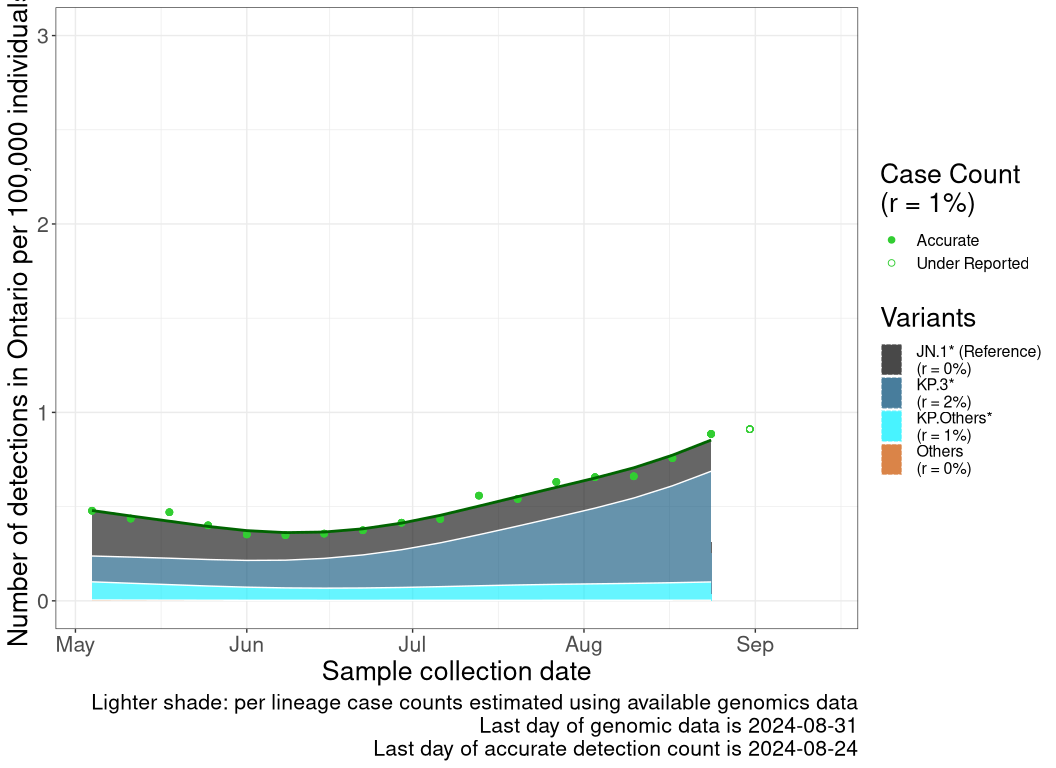 Number of detections in Ontario per 100,000 individuals
3
2
1
0
May
Jun
Jul
Aug
Sep
Sample collection date
Lighter shade: per lineage case counts estimated using available genomics data
Last day of genomic data is 2024-08-31
Last day of accurate detection count is 2024-08-24
Case Count
(r = 1%)
Accurate
Under Reported
Variants
JN.1* (Reference)
(r = 0%)
KP.3*
(r = 2%)
KP.Others*
(r = 1%)
Others
(r = 0%)